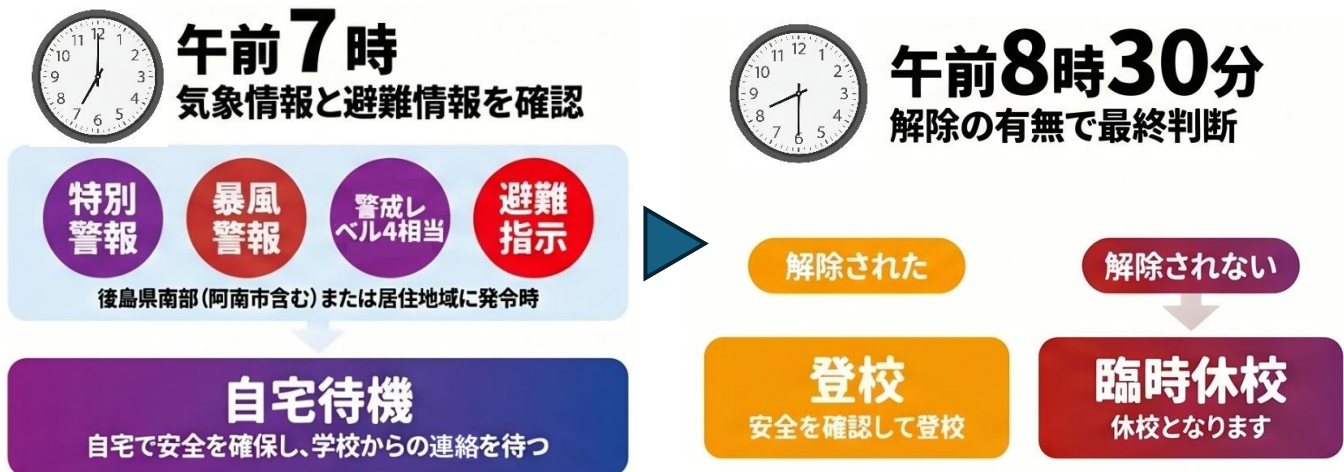 午前7時
気象情報と避難情報を確認
特別
警報
暴風
警報
警成レ
ベル4相当
避難
指示
後島県南部(阿南市含む)または居住地域に発令時
自宅待機
自宅で安全を確保し、学校からの連絡を待つ
午前8時30分
解除の有無で最終判断
解除された
解除されない
登校
安全を確認して登校
臨時休校
休校となります